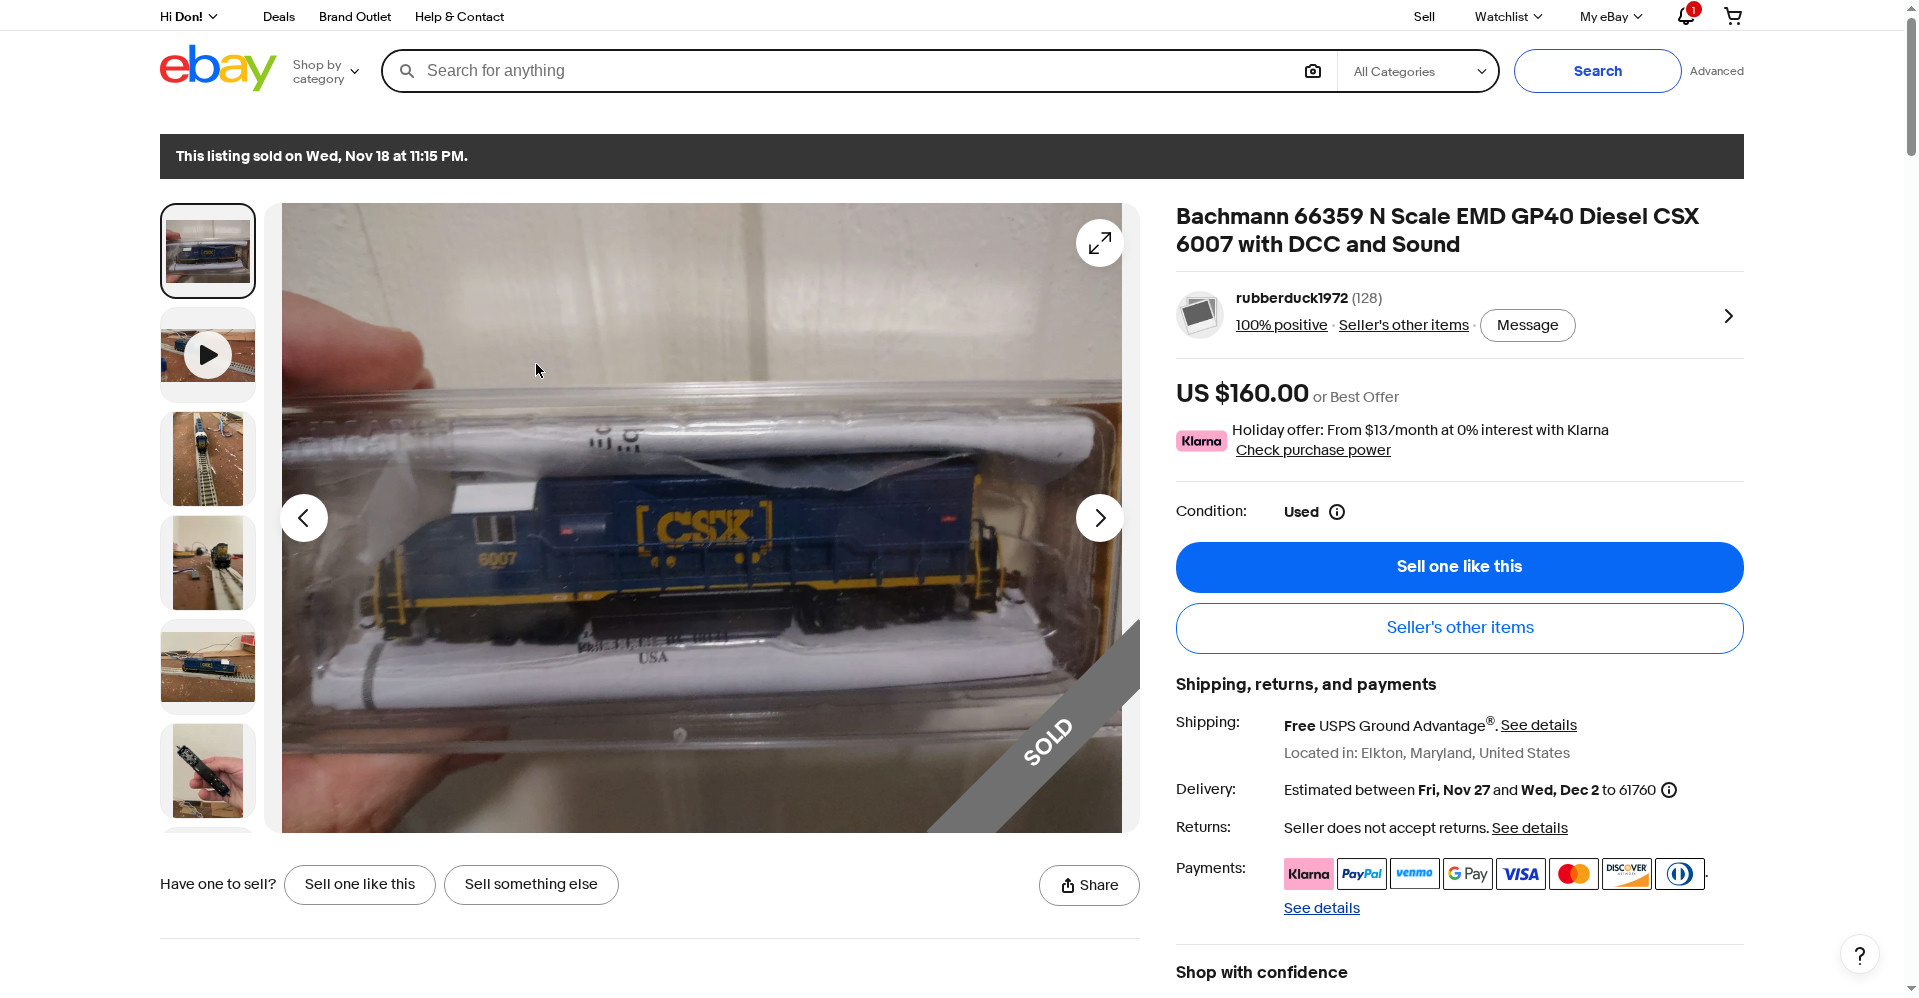 Hi Don!
Deals
Brand Outlet
Help & Contact
Sell
Watchlist
My eBay
1
ebay
Shop by
category
Search for anything
All Categories
Search
Advanced
This listing sold on Wed, Nov 18 at 11:15 PM.
CSX
6007
USA
SOLD
Have one to sell?
Sell one like this
Sell something else
Share
Bachmann 66359 N Scale EMD GP40 Diesel CSX
6007 with DCC and Sound
rubberduck1972 (128)
100% positive · Seller's other items · Message
US $160.00 or Best Offer
Klarna
Holiday offer: From $13/month at 0% interest with Klarna
Check purchase power
Condition:
Used
Sell one like this
Seller's other items
Shipping, returns, and payments
Shipping:
Free USPS Ground Advantage®. See details
Located in: Elkton, Maryland, United States
Delivery:
Estimated between Fri, Nov 27 and Wed, Dec 2 to 61760
Returns:
Seller does not accept returns. See details
Payments:
Klarna PayPal venmo G Pay VISA DISCOVER
.
See details
Shop with confidence
?